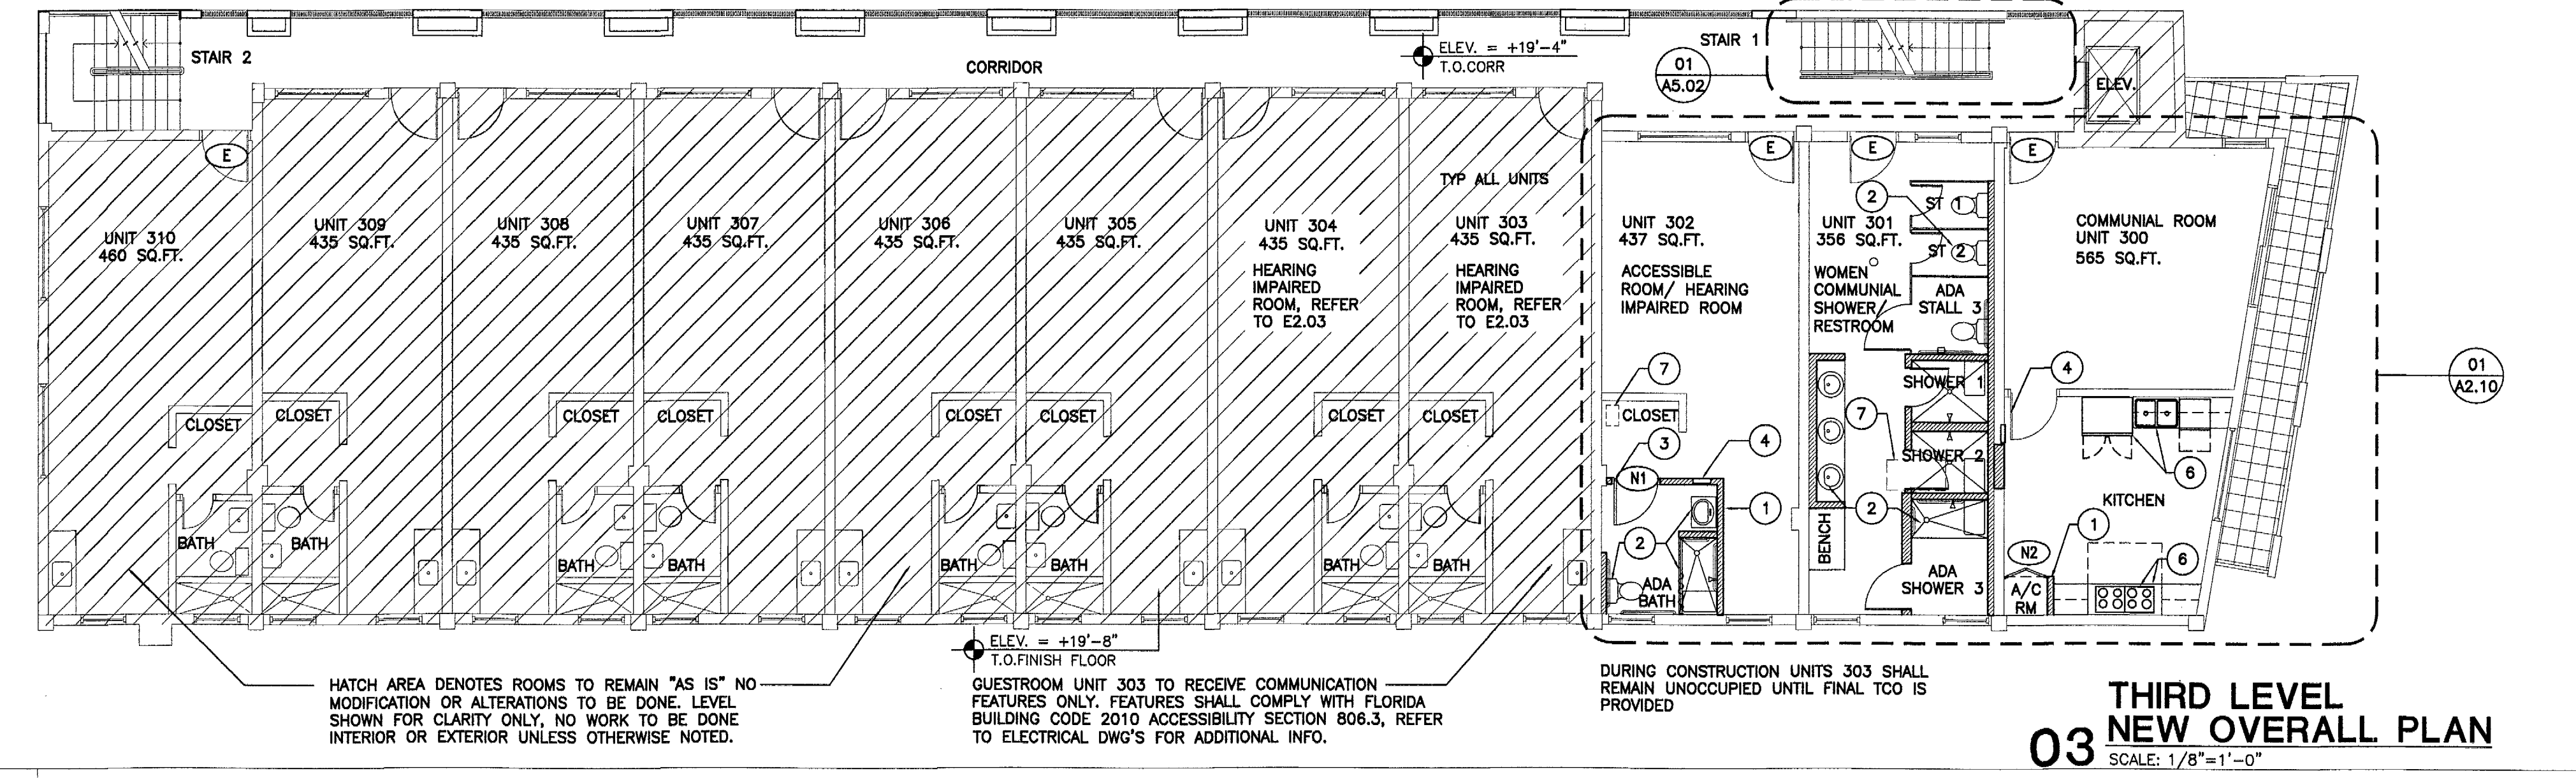 STAIR 2
CORRIDOR
ELEV. = +19'-4"
T.O.CORR
STAIR 1
01
A5.02
ELEV.
E
E
E
E
TYP ALL UNITS
UNIT 310
460 SQ.FT.
UNIT 309
435 SQ.FT.
UNIT 308
435 SQ.FT.
UNIT 307
435 SQ.FT.
UNIT 306
435 SQ.FT.
UNIT 305
435 SQ.FT.
UNIT 304
435 SQ.FT.
HEARING
IMPAIRED
ROOM, REFER
TO E2.03
UNIT 303
435 SQ.FT.
HEARING
IMPAIRED
ROOM, REFER
TO E2.03
UNIT 302
437 SQ.FT.
ACCESSIBLE
ROOM/ HEARING
IMPAIRED ROOM
UNIT 301
356 SQ.FT.
WOMEN
COMMUNIAL
SHOWER/
RESTROOM
2
ST 1
ST 2
ADA
STALL 3
COMMUNIAL ROOM
UNIT 300
565 SQ.FT.
01
A2.10
CLOSET
CLOSET
CLOSET
CLOSET
CLOSET
CLOSET
CLOSET
CLOSET
7
CLOSET
3
N1
4
1
2
ADA
BATH
SHOWER 1
7
SHOWER 2
2
BENCH
ADA
SHOWER 3
4
6
KITCHEN
1
N2
6
A/C
RM
BATH
BATH
BATH
BATH
BATH
BATH
BATH
BATH
ELEV. = +19'-8"
T.O.FINISH FLOOR
HATCH AREA DENOTES ROOMS TO REMAIN "AS IS" NO
MODIFICATION OR ALTERATIONS TO BE DONE. LEVEL
SHOWN FOR CLARITY ONLY, NO WORK TO BE DONE
INTERIOR OR EXTERIOR UNLESS OTHERWISE NOTED.
GUESTROOM UNIT 303 TO RECEIVE COMMUNICATION
FEATURES ONLY. FEATURES SHALL COMPLY WITH FLORIDA
BUILDING CODE 2010 ACCESSIBILITY SECTION 806.3, REFER
TO ELECTRICAL DWG'S FOR ADDITIONAL INFO.
DURING CONSTRUCTION UNITS 303 SHALL
REMAIN UNOCCUPIED UNTIL FINAL TCO IS
PROVIDED
THIRD LEVEL
03 NEW OVERALL PLAN
SCALE: 1/8"=1'-0"